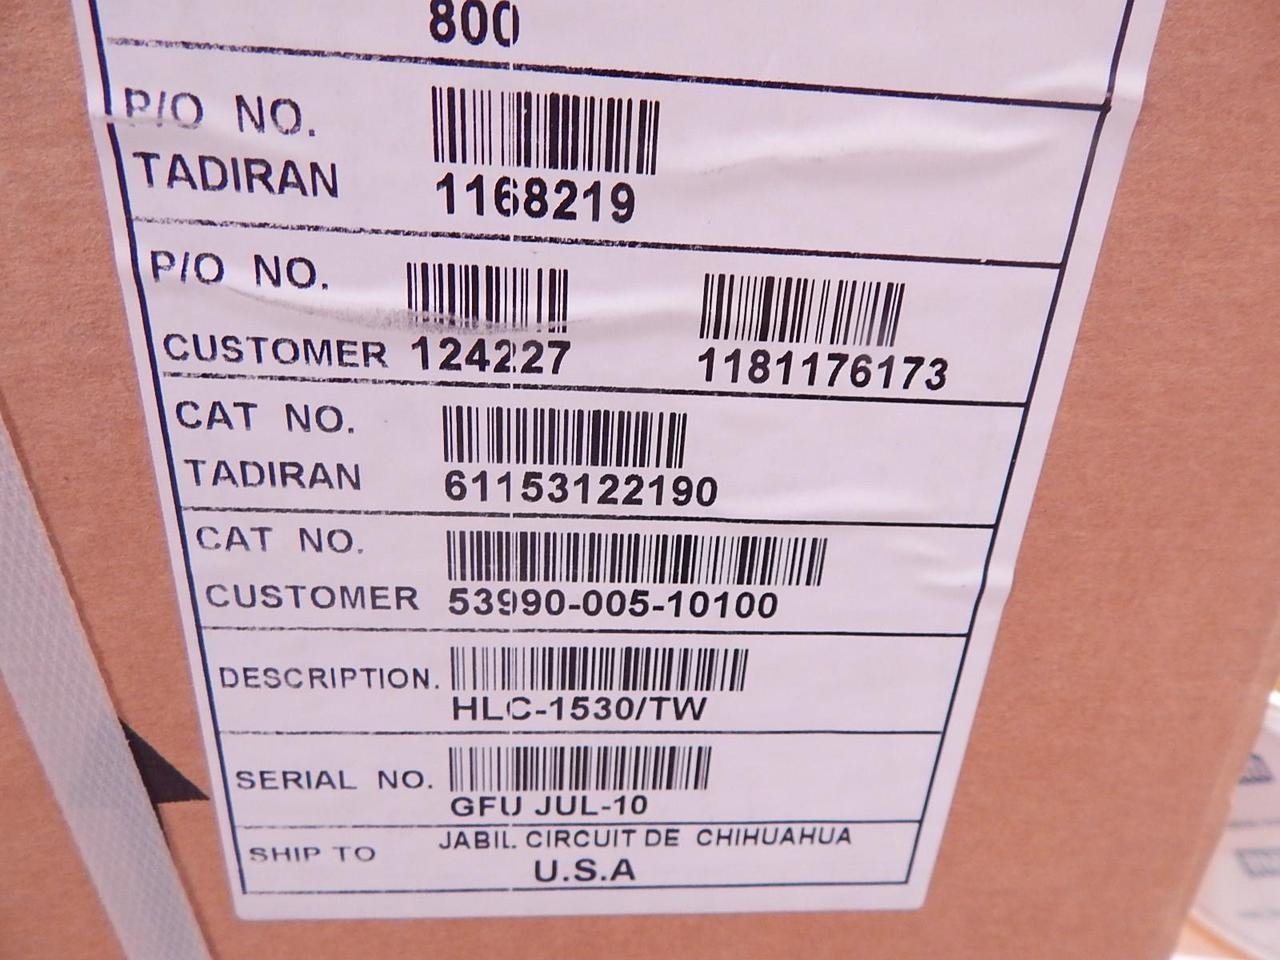 800
P/O NO.
TADIRAN 1168219
P/O NO.
CUSTOMER 124227 1181176173
CAT NO.
TADIRAN 61153122190
CAT NO.
CUSTOMER 53990-005-10100
DESCRIPTION.
HLC-1530/TW
SERIAL NO.
GFU JUL-10
SHIP TO JABIL CIRCUIT DE CHIHUAHUA
U.S.A